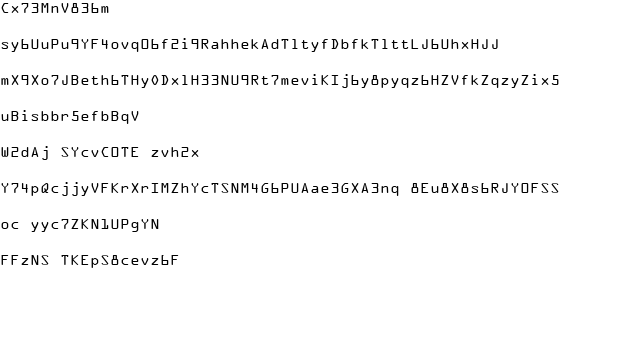 Cx73MnV836m
sy6UuPu9YF4ovqO6f2i9RahhekAdT1tyfDbfkT1ttLJ6UhxHJJ
mX9Xo7JBeth6THy0Dx1H33NU9Rt7meviKIj6y8pyqz6HZVfkZqzyZix5
uBisbbr5efbBqV
W2dAj SYcvCOTE zvh2x
Y74pQcjjyVFKrXrIMZhYcTSNM4G6PUAae3GXA3nq 8Eu8X8s6RJYOFSS
oc yyc7ZKN1UPgYN
FFzNS TKEpS8cevz6F